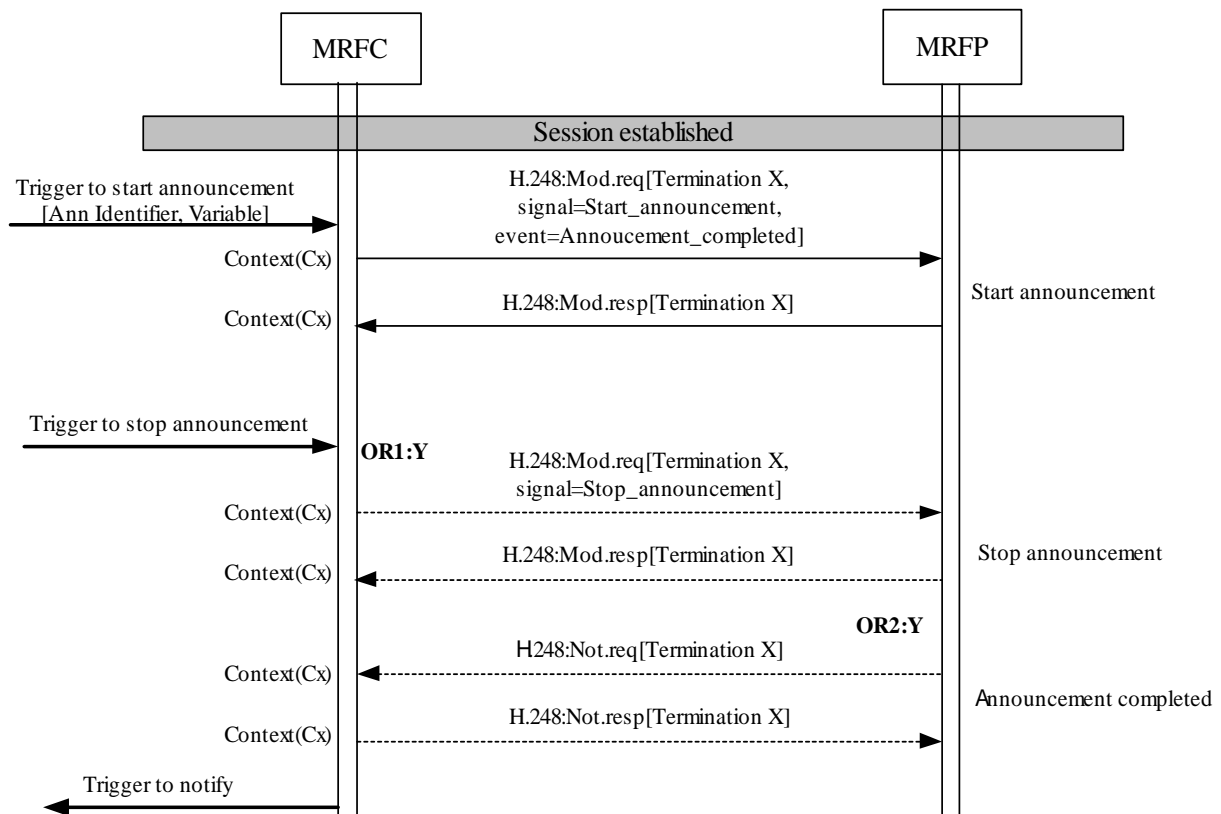 MRFC
MRFP
Session established
Trigger to start announcement
[Ann Identifier, Variable]
H.248:Mod.req[Termination X,
signal=Start_announcement,
event=Annoucement_completed]
Context(Cx)
Start announcement
H.248:Mod.resp[Termination X]
Context(Cx)
Trigger to stop announcement
OR1:Y
H.248:Mod.req[Termination X,
signal=Stop_announcement]
Context(Cx)
Stop announcement
H.248:Mod.resp[Termination X]
Context(Cx)
OR2:Y
H248:Not.req[Termination X]
Context(Cx)
Announcement completed
H.248:Not.resp[Termination X]
Context(Cx)
Trigger to notify